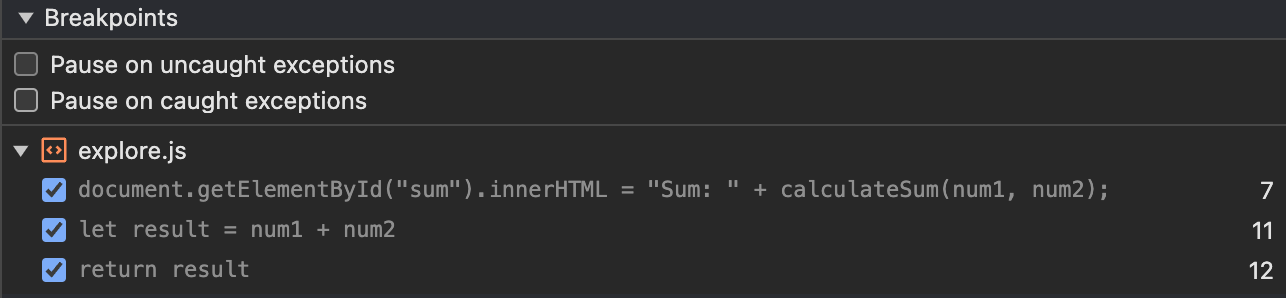 Breakpoints
Pause on uncaught exceptions
Pause on caught exceptions
explore.js
document.getElementById("sum").innerHTML = "Sum: " + calculateSum(num1, num2); 7
let result = num1 + num2 11
return result 12